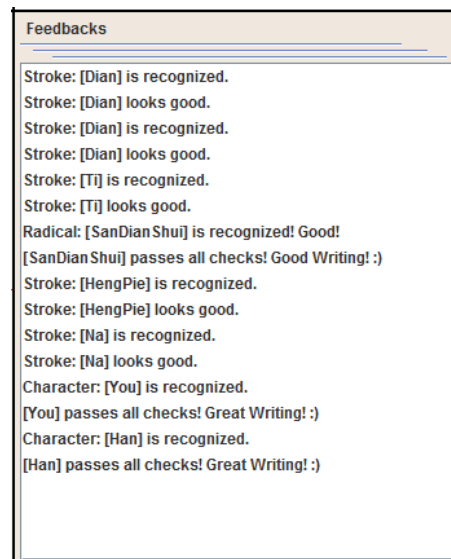 Feedbacks
Stroke: [Dian] is recognized.
Stroke: [Dian] looks good.
Stroke: [Dian] is recognized.
Stroke: [Dian] looks good.
Stroke: [Ti] is recognized.
Stroke: [Ti] looks good.
Radical: [SanDianShui] is recognized! Good!
[SanDianShui] passes all checks! Good Writing! :)
Stroke: [HengPie] is recognized.
Stroke: [HengPie] looks good.
Stroke: [Na] is recognized.
Stroke: [Na] looks good.
Character: [You] is recognized.
[You] passes all checks! Great Writing! :)
Character: [Han] is recognized.
[Han] passes all checks! Great Writing! :)